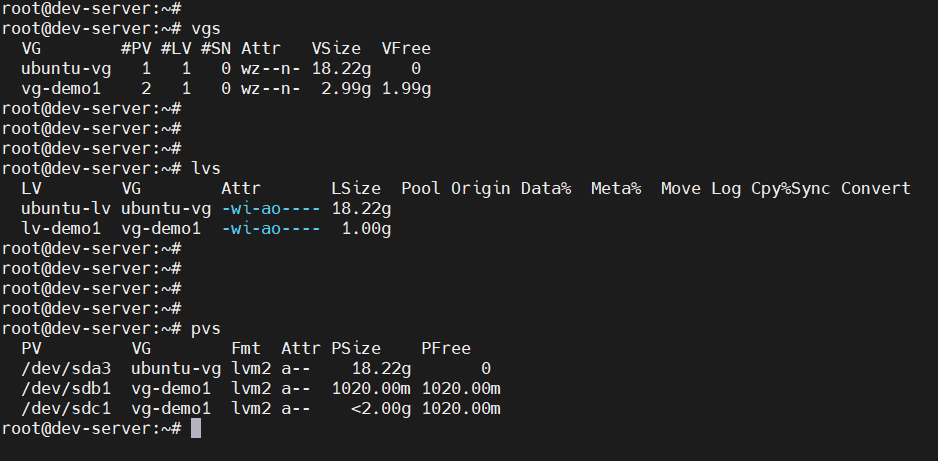 root@dev-server:~#
root@dev-server:~# vgs
  VG        #PV #LV #SN Attr   VSize  VFree
  ubuntu-vg   1   1   0 wz--n- 18.22g    0
  vg-demo1    2   1   0 wz--n-  2.99g 1.99g
root@dev-server:~#
root@dev-server:~#
root@dev-server:~#
root@dev-server:~# lvs
  LV        VG        Attr       LSize  Pool Origin Data%  Meta%  Move Log Cpy%Sync Convert
  ubuntu-lv ubuntu-vg -wi-ao---- 18.22g
  lv-demo1  vg-demo1  -wi-ao----  1.00g
root@dev-server:~#
root@dev-server:~#
root@dev-server:~#
root@dev-server:~#
root@dev-server:~# pvs
  PV         VG        Fmt  Attr PSize    PFree
  /dev/sda3  ubuntu-vg lvm2 a--    18.22g       0
  /dev/sdb1  vg-demo1  lvm2 a--  1020.00m 1020.00m
  /dev/sdc1  vg-demo1  lvm2 a--    <2.00g 1020.00m
root@dev-server:~#